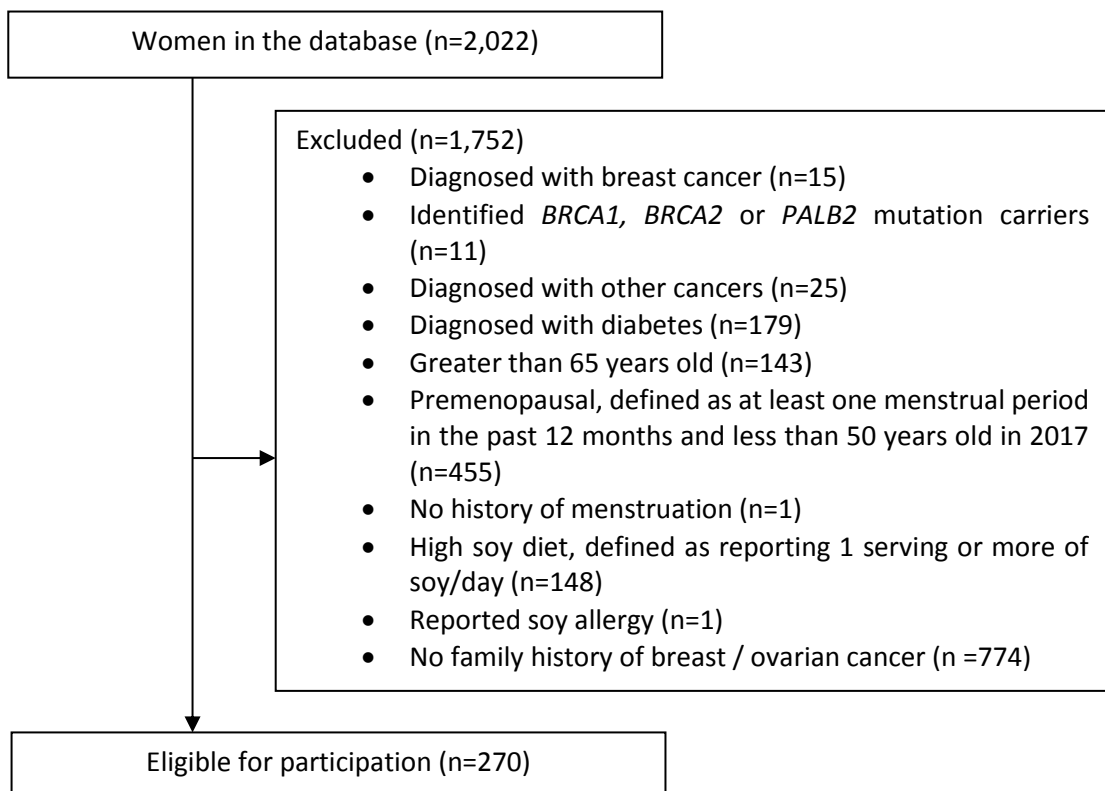 Women in the database (n=2,022)
Excluded (n=1,752)
• Diagnosed with breast cancer (n=15)
• Identified BRCA1, BRCA2 or PALB2 mutation carriers
(n=11)
• Diagnosed with other cancers (n=25)
• Diagnosed with diabetes (n=179)
• Greater than 65 years old (n=143)
• Premenopausal, defined as at least one menstrual period
in the past 12 months and less than 50 years old in 2017
(n=455)
• No history of menstruation (n=1)
• High soy diet, defined as reporting 1 serving or more of
soy/day (n=148)
• Reported soy allergy (n=1)
• No family history of breast / ovarian cancer (n =774)
Eligible for participation (n=270)